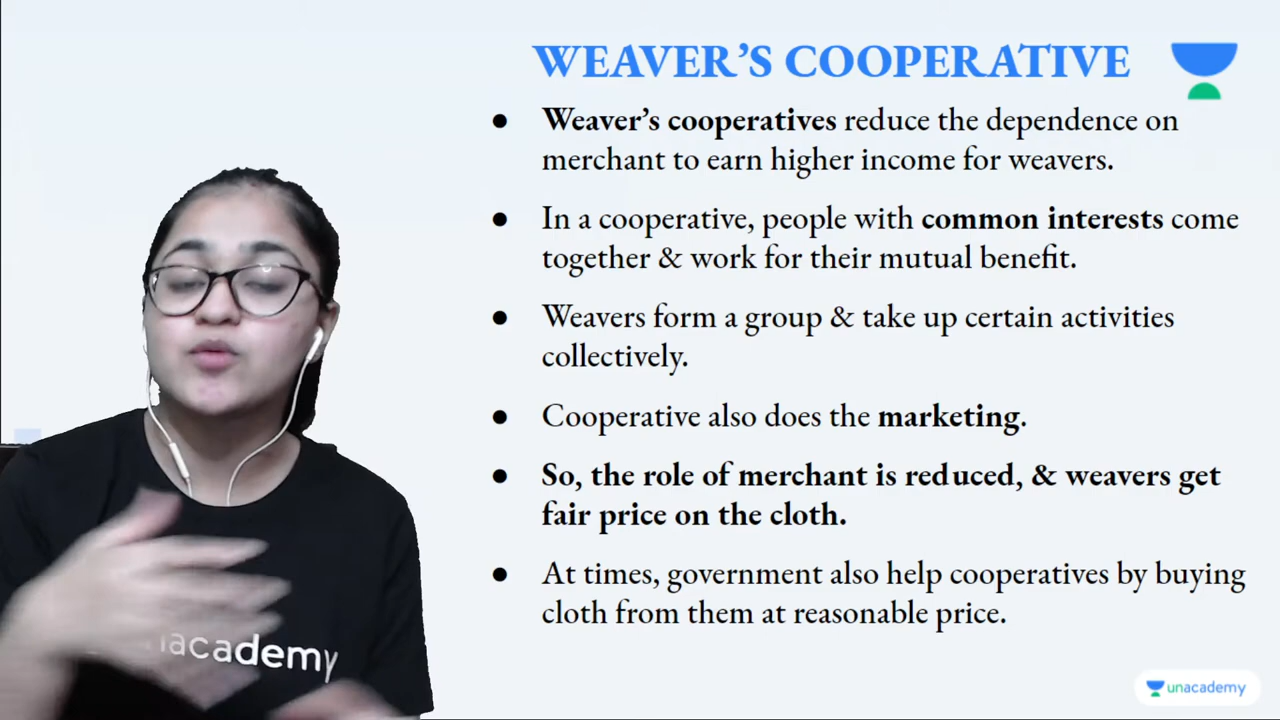 WEAVER’S COOPERATIVE
● Weaver’s cooperatives reduce the dependence on
merchant to earn higher income for weavers.
● In a cooperative, people with common interests come
together & work for their mutual benefit.
● Weavers form a group & take up certain activities
collectively.
● Cooperative also does the marketing.
● So, the role of merchant is reduced, & weavers get
fair price on the cloth.
● At times, government also help cooperatives by buying
cloth from them at reasonable price.
unacademy
unacademy